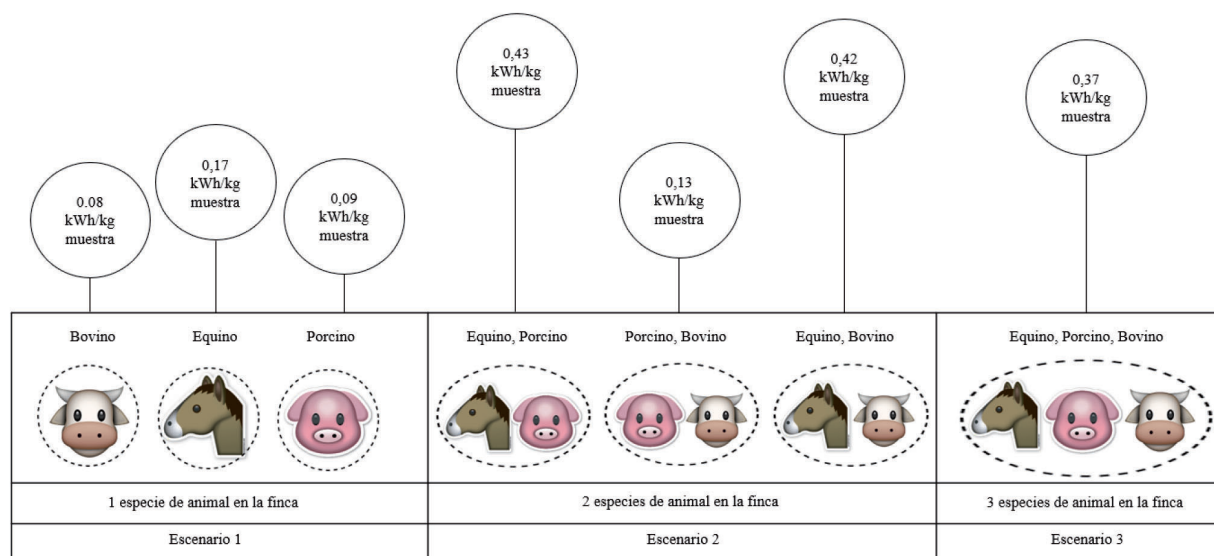 0,43
kWh/kg
muestra
0,42
kWh/kg
muestra
0,37
kWh/kg
muestra
0,17
kWh/kg
muestra
0,13
kWh/kg
muestra
0.08
kWh/kg
muestra
0,09
kWh/kg
muestra
Bovino
Equino
Porcino
Equino, Porcino
Porcino, Bovino
Equino, Bovino
Equino, Porcino, Bovino
1 especie de animal en la finca
2 especies de animal en la finca
3 especies de animal en la finca
Escenario 1
Escenario 2
Escenario 3